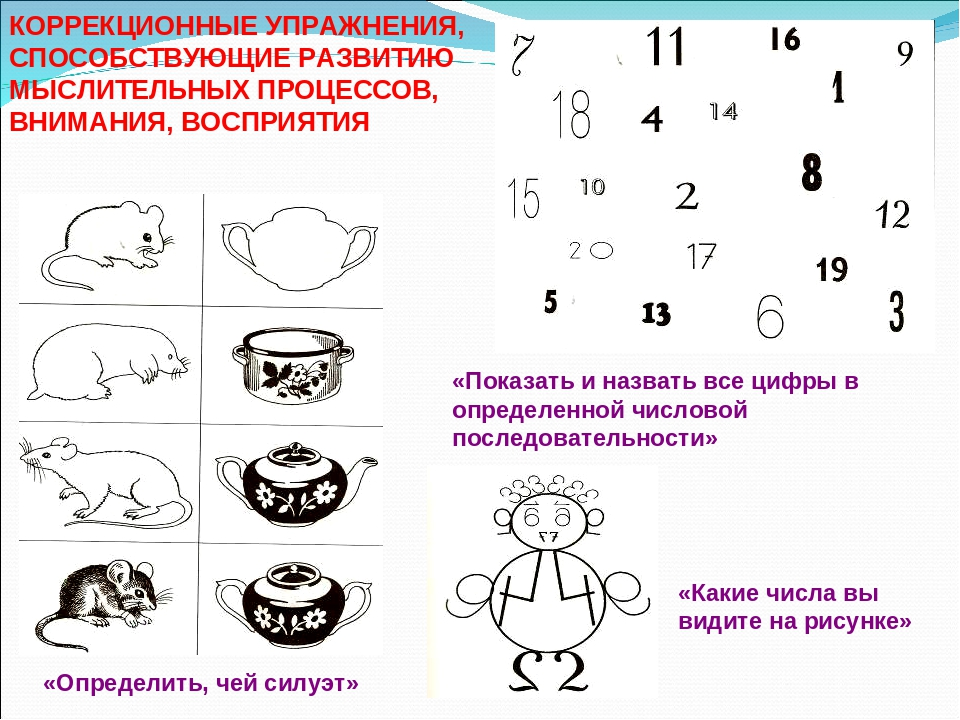 КОРРЕКЦИОННЫЕ УПРАЖНЕНИЯ,
СПОСОБСТВУЮЩИЕ РАЗВИТИЮ
МЫСЛИТЕЛЬНЫХ ПРОЦЕССОВ,
ВНИМАНИЯ, ВОСПРИЯТИЯ
7 11 16 9
18 4 14 1
15 10 2 8 12
20 17 19
5 13 6 3
«Показать и назвать все цифры в
определенной числовой
последовательности»
«Какие числа вы
видите на рисунке»
«Определить, чей силуэт»